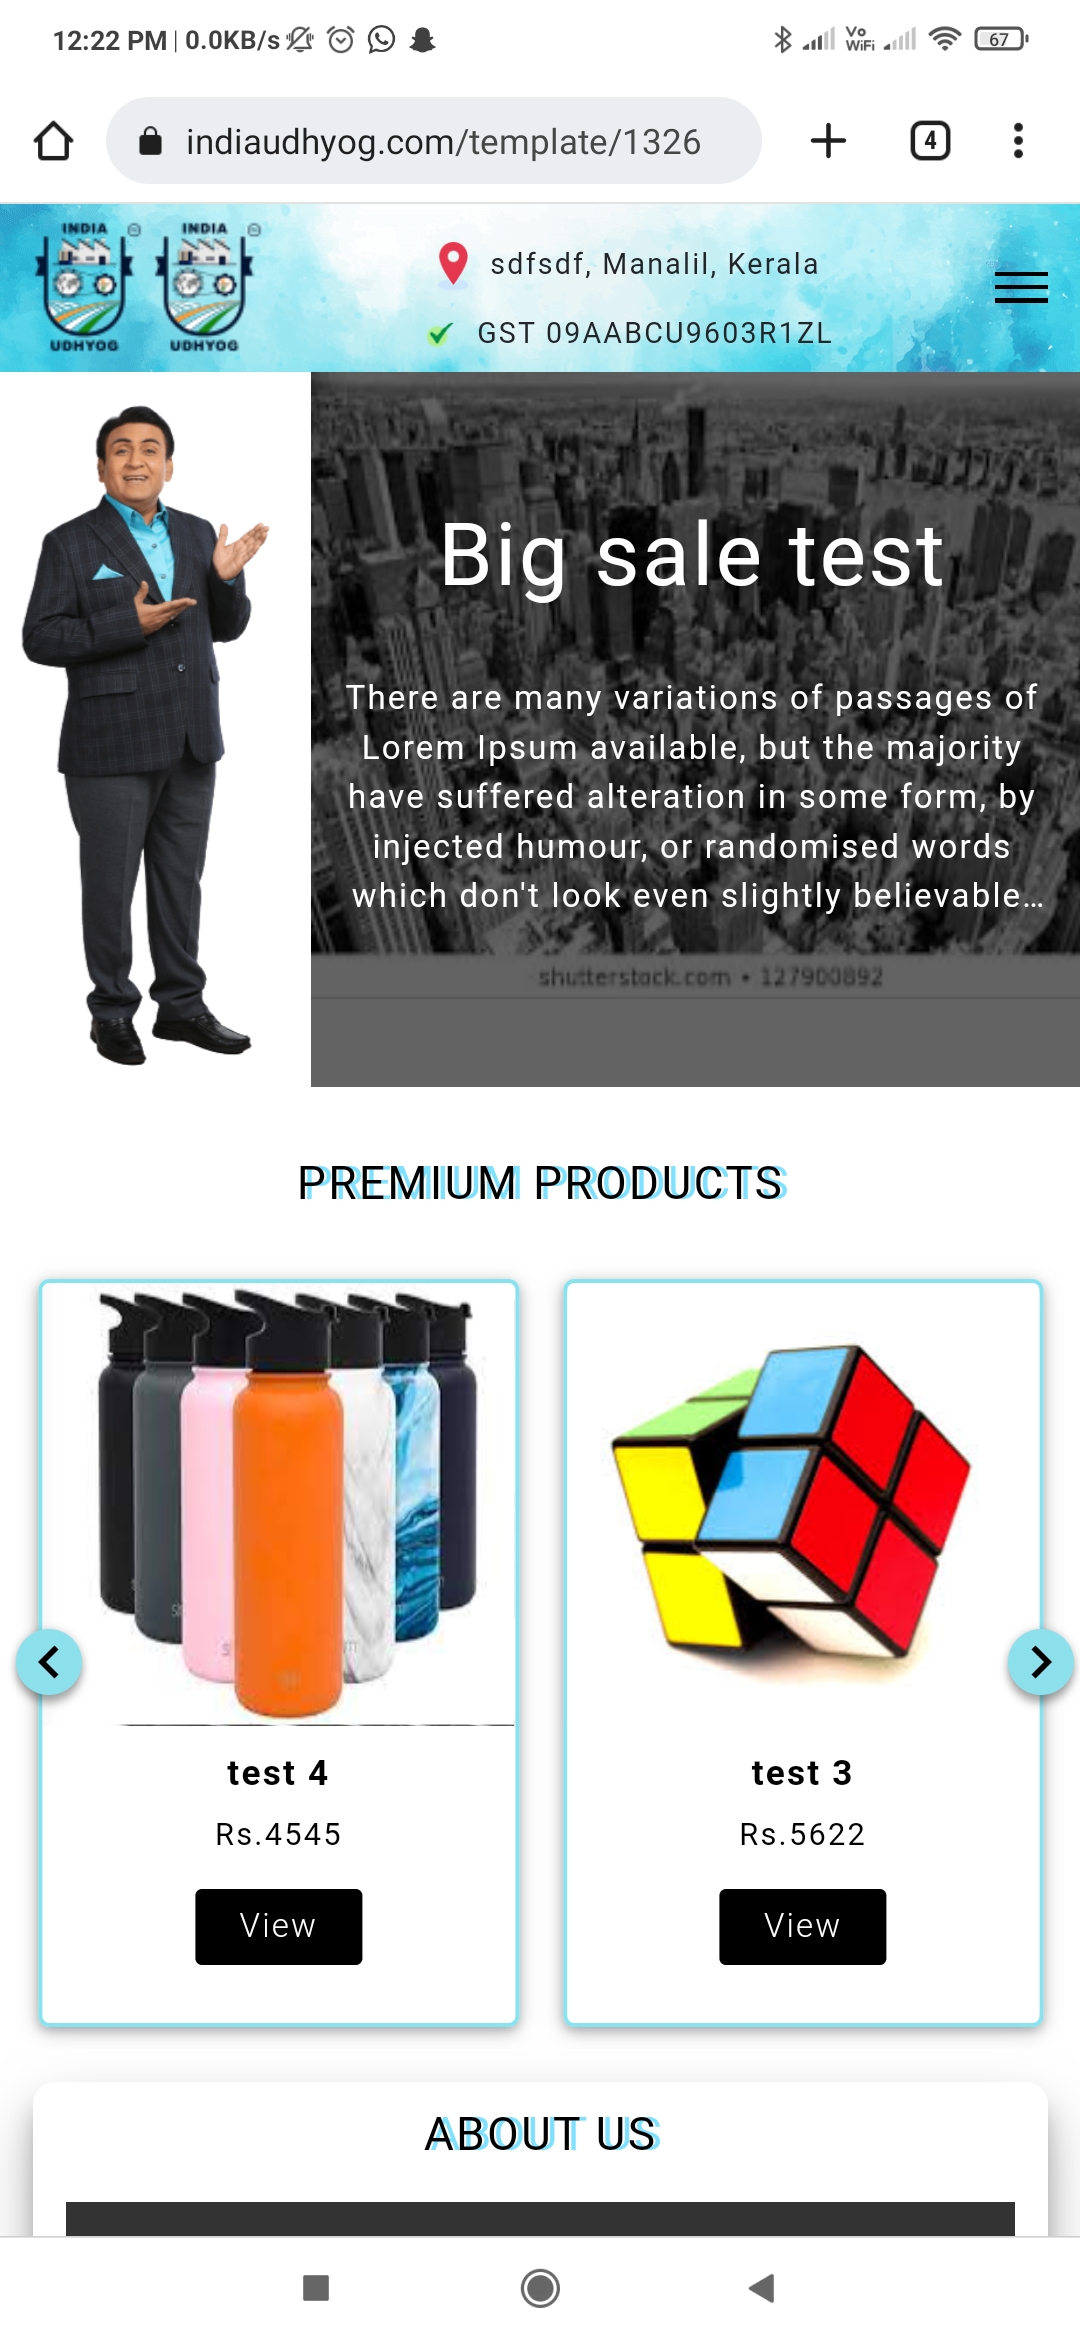 12:22 PM | 0.0KB/s
Vo
WiFi
67
indiaudhyog.com/template/1326
4
INDIA
UDHYOG
INDIA
UDHYOG
sdfsdf, Manalil, Kerala
GST 09AABCU9603R1ZL
Big sale test
There are many variations of passages of
Lorem Ipsum available, but the majority
have suffered alteration in some form, by
injected humour, or randomised words
which don't look even slightly believable…
shutterstock.com • 127900892
PREMIUM PRODUCTS
test 4
Rs.4545
View
test 3
Rs.5622
View
ABOUT US